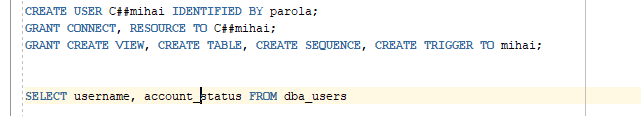 CREATE USER C##mihai IDENTIFIED BY parola;
GRANT CONNECT, RESOURCE TO C##mihai;
GRANT CREATE VIEW, CREATE TABLE, CREATE SEQUENCE, CREATE TRIGGER TO mihai;
SELECT username, account_status FROM dba_users